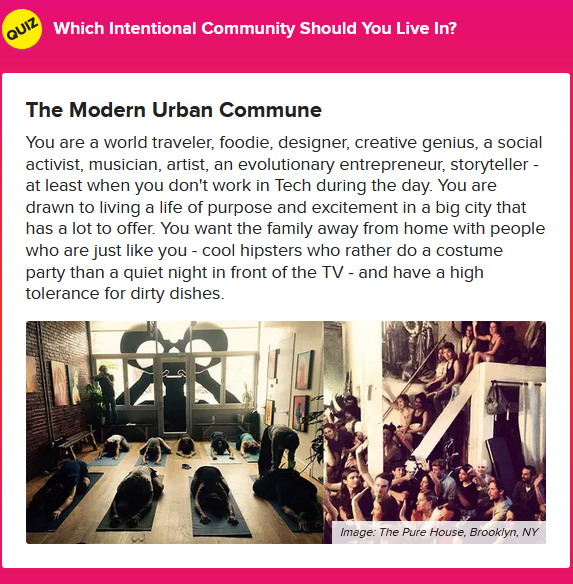 QUIZ
Which Intentional Community Should You Live In?
The Modern Urban Commune
You are a world traveler, foodie, designer, creative genius, a social
activist, musician, artist, an evolutionary entrepreneur, storyteller -
at least when you don't work in Tech during the day. You are
drawn to living a life of purpose and excitement in a big city that
has a lot to offer. You want the family away from home with people
who are just like you - cool hipsters who rather do a costume
party than a quiet night in front of the TV - and have a high
tolerance for dirty dishes.
Image: The Pure House, Brooklyn, NY